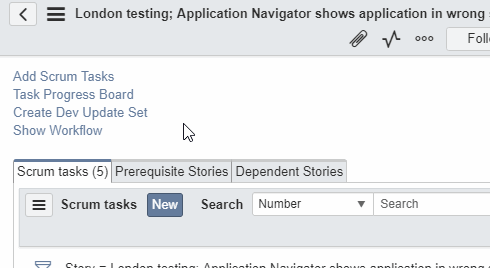 London testing; Application Navigator shows application in wrong
Foll
Add Scrum Tasks
Task Progress Board
Create Dev Update Set
Show Workflow
Scrum tasks (5) Prerequisite Stories Dependent Stories
Scrum tasks New Search Number Search
Story = London testing; Application Navigator shows application in wrong